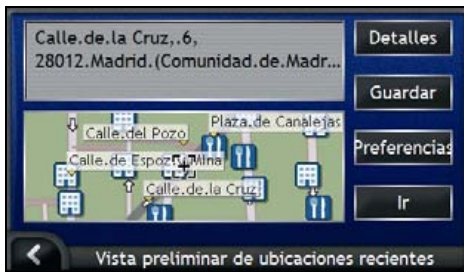 Calle.de.la Cruz,.6,
28012.Madrid.(Comunidad.de.Madr...
Detalles
Guardar
Preferencias
Ir
Plaza.de Canalejas
Calle.del Pozo
Calle.de Espoz Mina
Calle.de.la Cruz
Vista preliminar de ubicaciones recientes